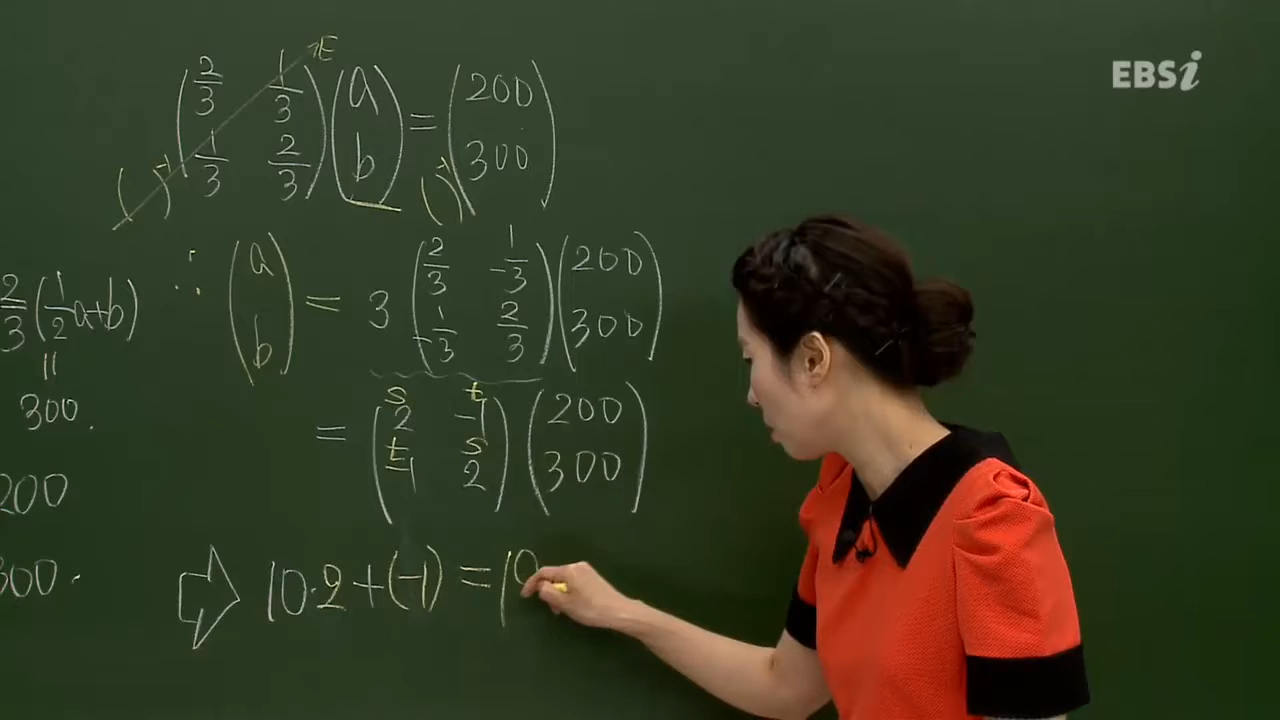 EBSi
→E
(2/3 1/3
1/3 2/3)(a
b) = (200
300)
( )⁻¹ ( )⁻¹
∴ (a
b) = 3(2/3 -1/3
-1/3 2/3)(200
300)
2/3(1/2a+b)
||
300.
s t
= (2 -1
t s
-1 2)(200
300)
200
300.
⇒ 10·2+(-1) = 10